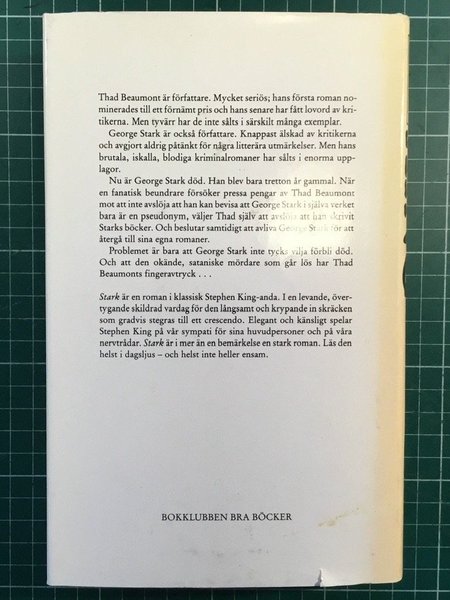 Thad Beaumont är författare. Mycket seriös; hans första roman no-
minerades till ett förnämt pris och hans senare har fått lovord av kri-
tikerna. Men tyvärr har de inte sålts i särskilt många exemplar.
George Stark är också författare. Knappast älskad av kritikerna
och avgjort aldrig påtänkt för några litterära utmärkelser. Men hans
brutala, iskalla, blodiga kriminalromaner har sålts i enorma upp-
lagor.
Nu är George Stark död. Han blev bara tretton år gammal. När
en fanatisk beundrare försöker pressa pengar av Thad Beaumont
mot att inte avslöja att han kan bevisa att George Stark i själva verket
bara är en pseudonym, väljer Thad själv att avslöja att han skrivit
Starks böcker. Och beslutar samtidigt att avliva George Stark för att
återgå till sina egna romaner.
Problemet är bara att George Stark inte tycks vilja förbli död.
Och att den okände, sataniske mördare som går lös har Thad
Beaumonts fingeravtryck . . .
Stark är en roman i klassisk Stephen King-anda. I en levande, över-
tygande skildrad vardag för den långsamt och krypande in skräcken
som gradvis stegras till ett crescendo. Elegant och känsligt spelar
Stephen King på vår sympati för sina huvudpersoner och på våra
nervtrådar. Stark är i mer än en bemärkelse en stark roman. Läs den
helst i dagsljus – och helst inte heller ensam.
BOKKLUBBEN BRA BÖCKER